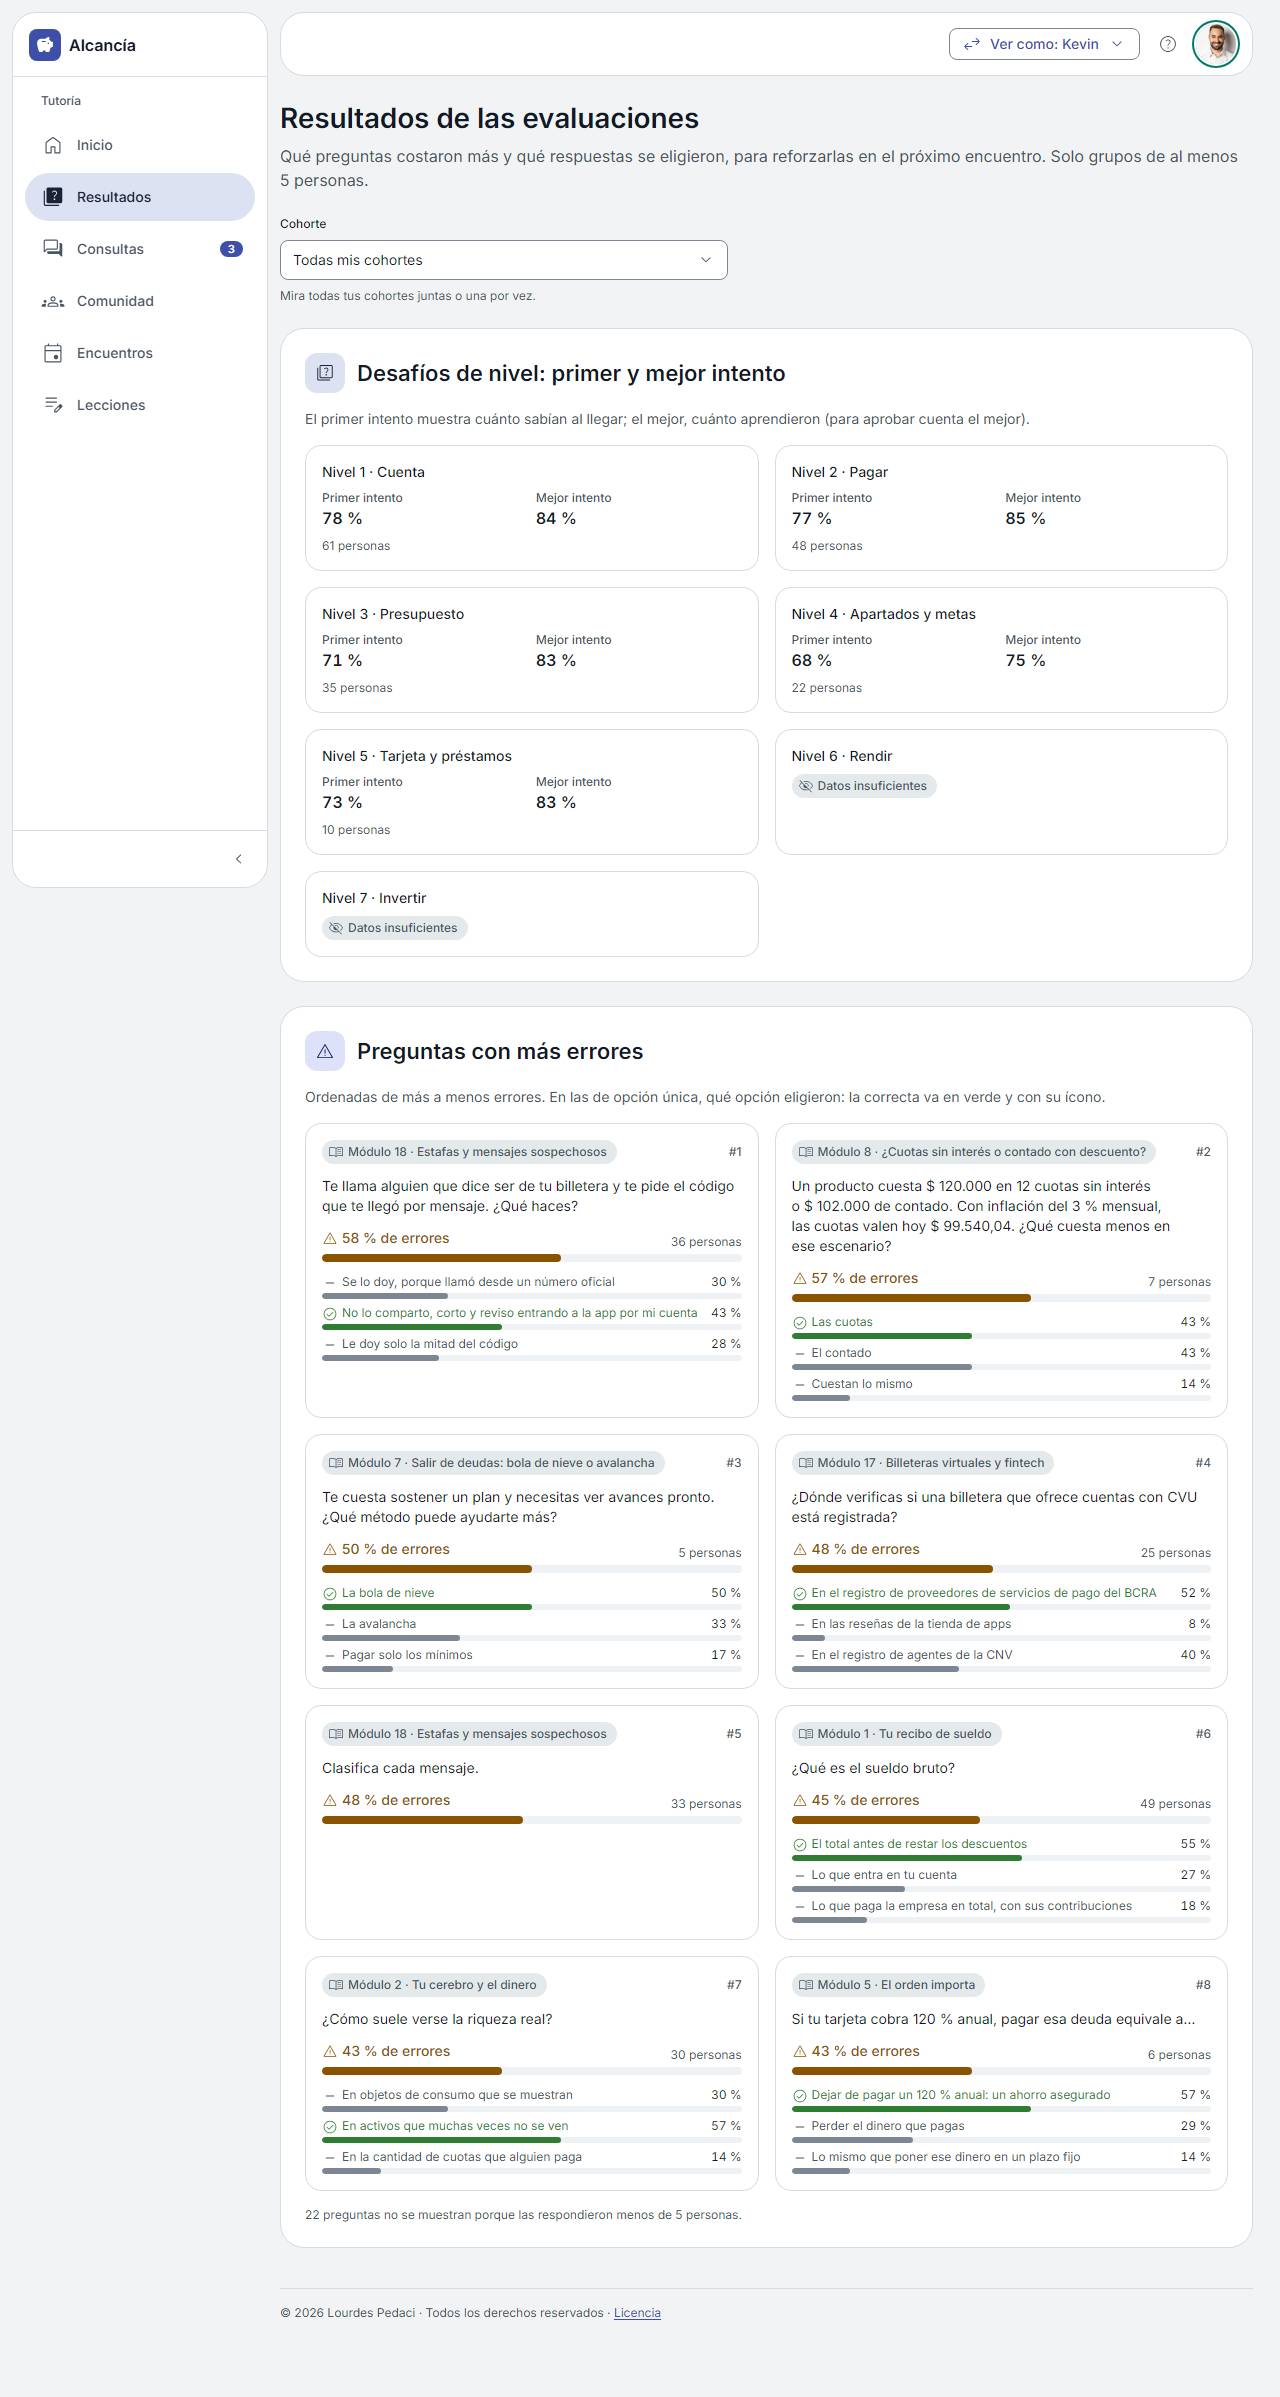 Alcancía
Ver como: Kevin
Tutoría
Inicio
Resultados
Consultas
3
Comunidad
Encuentros
Lecciones
Resultados de las evaluaciones
Qué preguntas costaron más y qué respuestas se eligieron, para reforzarlas en el próximo encuentro. Solo grupos de al menos
5 personas.
Cohorte
Todas mis cohortes
Mira todas tus cohortes juntas o una por vez.
Desafíos de nivel: primer y mejor intento
El primer intento muestra cuánto sabían al llegar; el mejor, cuánto aprendieron (para aprobar cuenta el mejor).
Nivel 1 · Cuenta
Primer intento
Mejor intento
78 %
84 %
61 personas
Nivel 2 · Pagar
Primer intento
Mejor intento
77 %
85 %
48 personas
Nivel 3 · Presupuesto
Primer intento
Mejor intento
71 %
83 %
35 personas
Nivel 4 · Apartados y metas
Primer intento
Mejor intento
68 %
75 %
22 personas
Nivel 5 · Tarjeta y préstamos
Primer intento
Mejor intento
73 %
83 %
10 personas
Nivel 6 · Rendir
Datos insuficientes
Nivel 7 · Invertir
Datos insuficientes
Preguntas con más errores
Ordenadas de más a menos errores. En las de opción única, qué opción eligieron: la correcta va en verde y con su ícono.
Módulo 18 · Estafas y mensajes sospechosos
#1
Te llama alguien que dice ser de tu billetera y te pide el código
que te llegó por mensaje. ¿Qué haces?
58 % de errores
36 personas
Se lo doy, porque llamó desde un número oficial
30 %
No lo comparto, corto y reviso entrando a la app por mi cuenta
43 %
Le doy solo la mitad del código
28 %
Módulo 8 · ¿Cuotas sin interés o contado con descuento?
#2
Un producto cuesta $ 120.000 en 12 cuotas sin interés
o $ 102.000 de contado. Con inflación del 3 % mensual,
las cuotas valen hoy $ 99.540,04. ¿Qué cuesta menos en
ese escenario?
57 % de errores
7 personas
Las cuotas
43 %
El contado
43 %
Cuestan lo mismo
14 %
Módulo 7 · Salir de deudas: bola de nieve o avalancha
#3
Te cuesta sostener un plan y necesitas ver avances pronto.
¿Qué método puede ayudarte más?
50 % de errores
5 personas
La bola de nieve
50 %
La avalancha
33 %
Pagar solo los mínimos
17 %
Módulo 17 · Billeteras virtuales y fintech
#4
¿Dónde verificas si una billetera que ofrece cuentas con CVU
está registrada?
48 % de errores
25 personas
En el registro de proveedores de servicios de pago del BCRA
52 %
En las reseñas de la tienda de apps
8 %
En el registro de agentes de la CNV
40 %
Módulo 18 · Estafas y mensajes sospechosos
#5
Clasifica cada mensaje.
48 % de errores
33 personas
Módulo 1 · Tu recibo de sueldo
#6
¿Qué es el sueldo bruto?
45 % de errores
49 personas
El total antes de restar los descuentos
55 %
Lo que entra en tu cuenta
27 %
Lo que paga la empresa en total, con sus contribuciones
18 %
Módulo 2 · Tu cerebro y el dinero
#7
¿Cómo suele verse la riqueza real?
43 % de errores
30 personas
En objetos de consumo que se muestran
30 %
En activos que muchas veces no se ven
57 %
En la cantidad de cuotas que alguien paga
14 %
Módulo 5 · El orden importa
#8
Si tu tarjeta cobra 120 % anual, pagar esa deuda equivale a...
43 % de errores
6 personas
Dejar de pagar un 120 % anual: un ahorro asegurado
57 %
Perder el dinero que pagas
29 %
Lo mismo que poner ese dinero en un plazo fijo
14 %
22 preguntas no se muestran porque las respondieron menos de 5 personas.
© 2026 Lourdes Pedaci · Todos los derechos reservados · Licencia